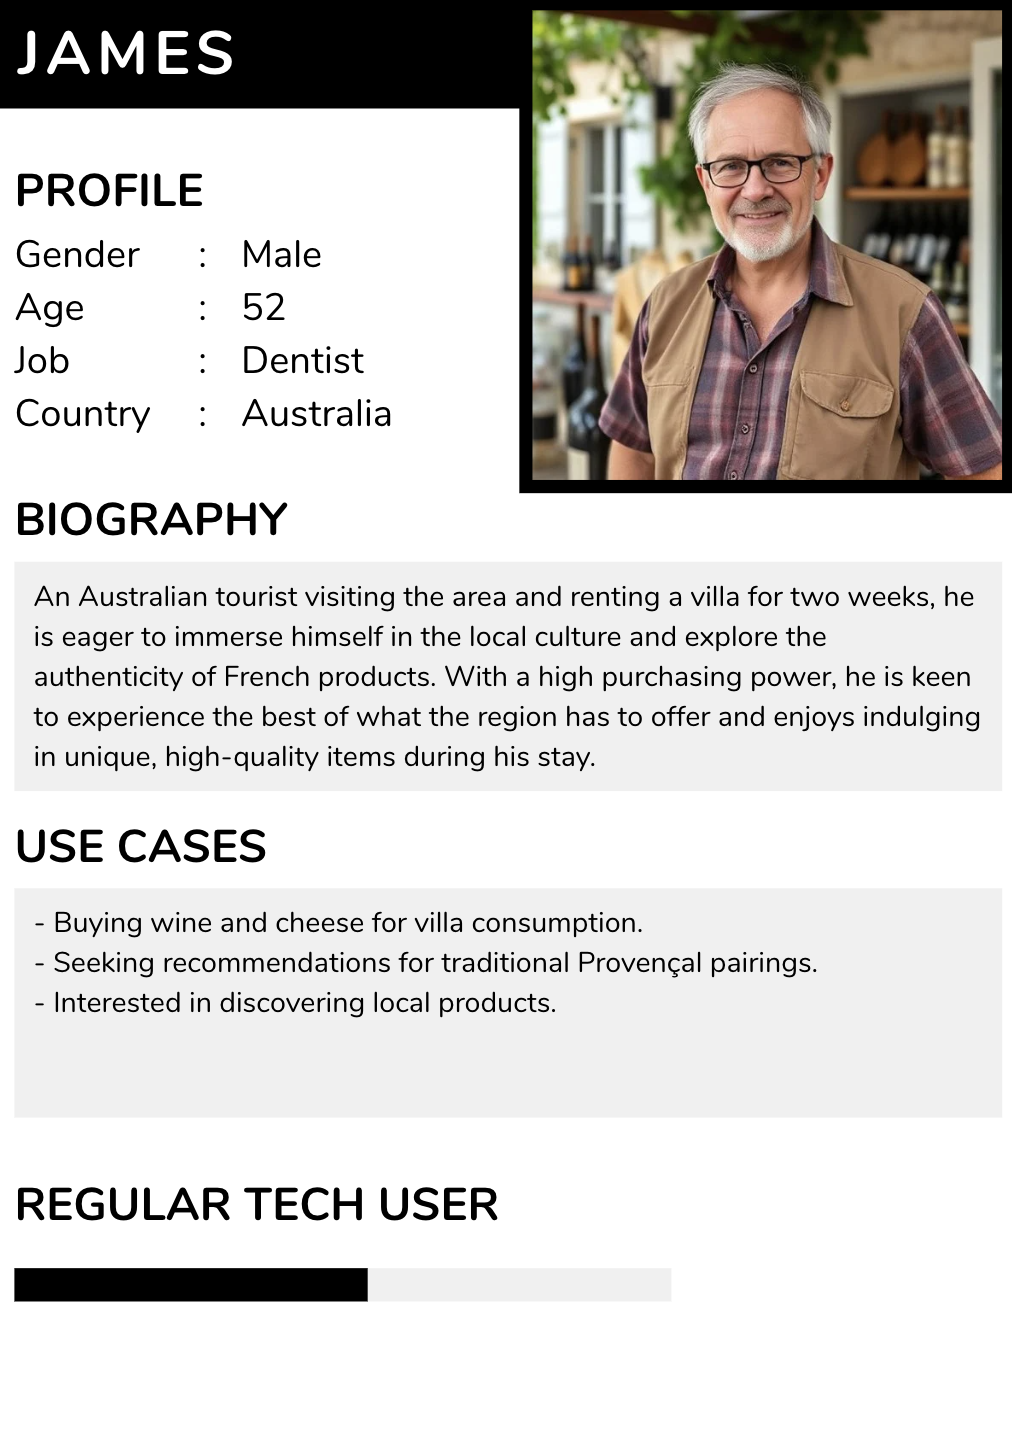 JAMES
PROFILE
Gender : Male
Age : 52
Job : Dentist
Country : Australia
BIOGRAPHY
An Australian tourist visiting the area and renting a villa for two weeks, he
is eager to immerse himself in the local culture and explore the
authenticity of French products. With a high purchasing power, he is keen
to experience the best of what the region has to offer and enjoys indulging
in unique, high-quality items during his stay.
USE CASES
- Buying wine and cheese for villa consumption.
- Seeking recommendations for traditional Provençal pairings.
- Interested in discovering local products.
REGULAR TECH USER